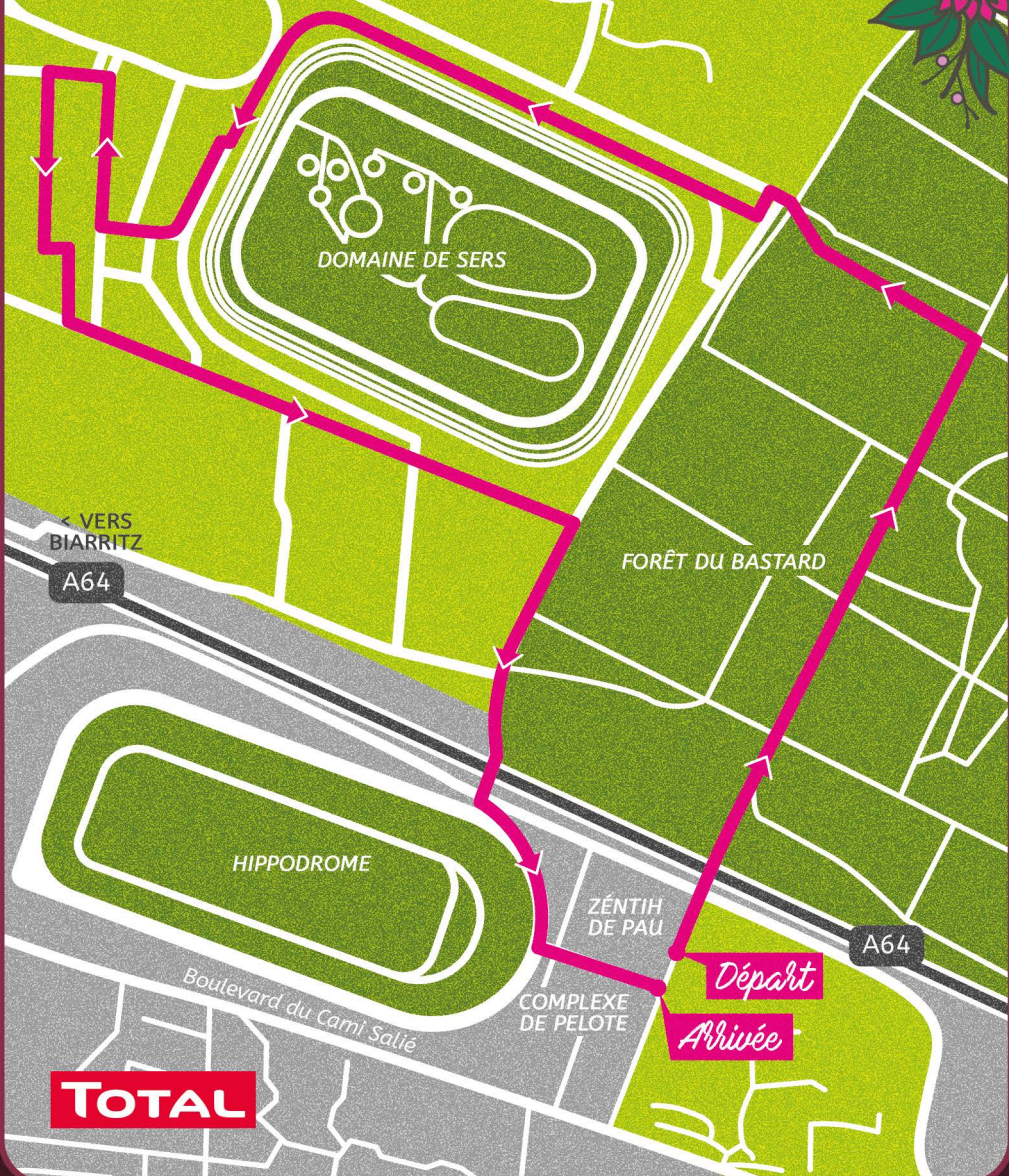 DOMAINE DE SERS
< VERS
BIARRITZ
A64
FORÊT DU BASTARD
HIPPODROME
ZÉNTIH
DE PAU
A64
Départ
COMPLEXE
DE PELOTE
Arrivée
Boulevard du Cami Salié
TOTAL